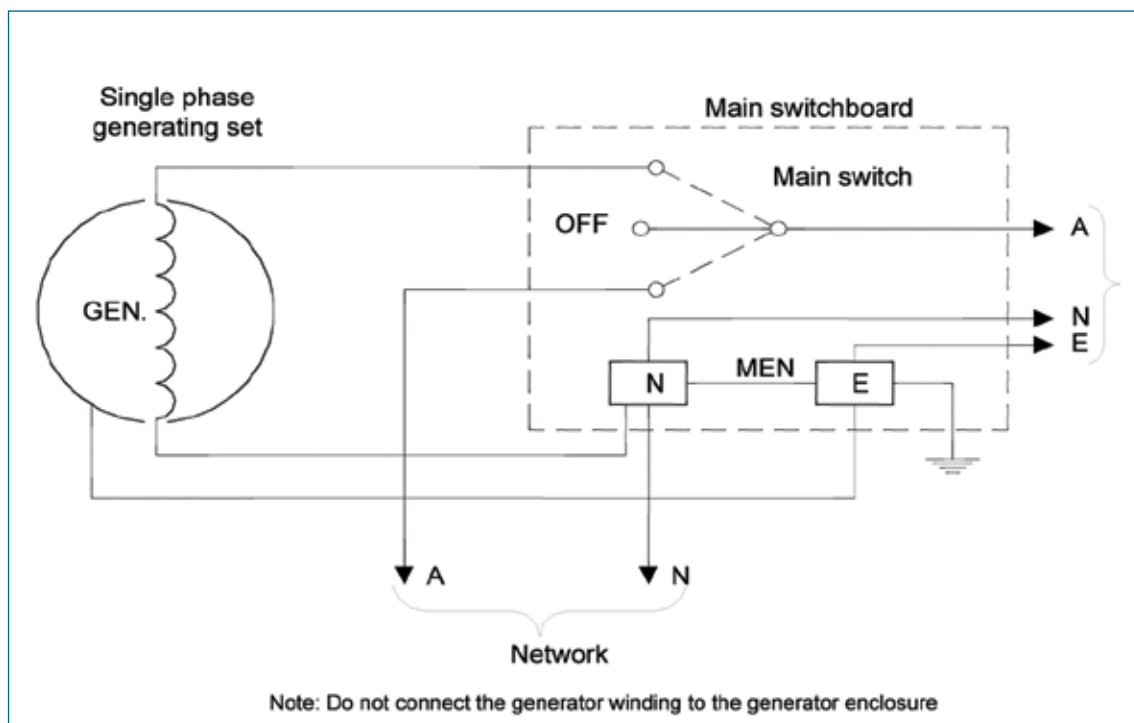 Single phase
generating set
Main switchboard
Main switch
OFF
A
GEN.
N
E
MEN
N
E
A
N
Network
Note: Do not connect the generator winding to the generator enclosure